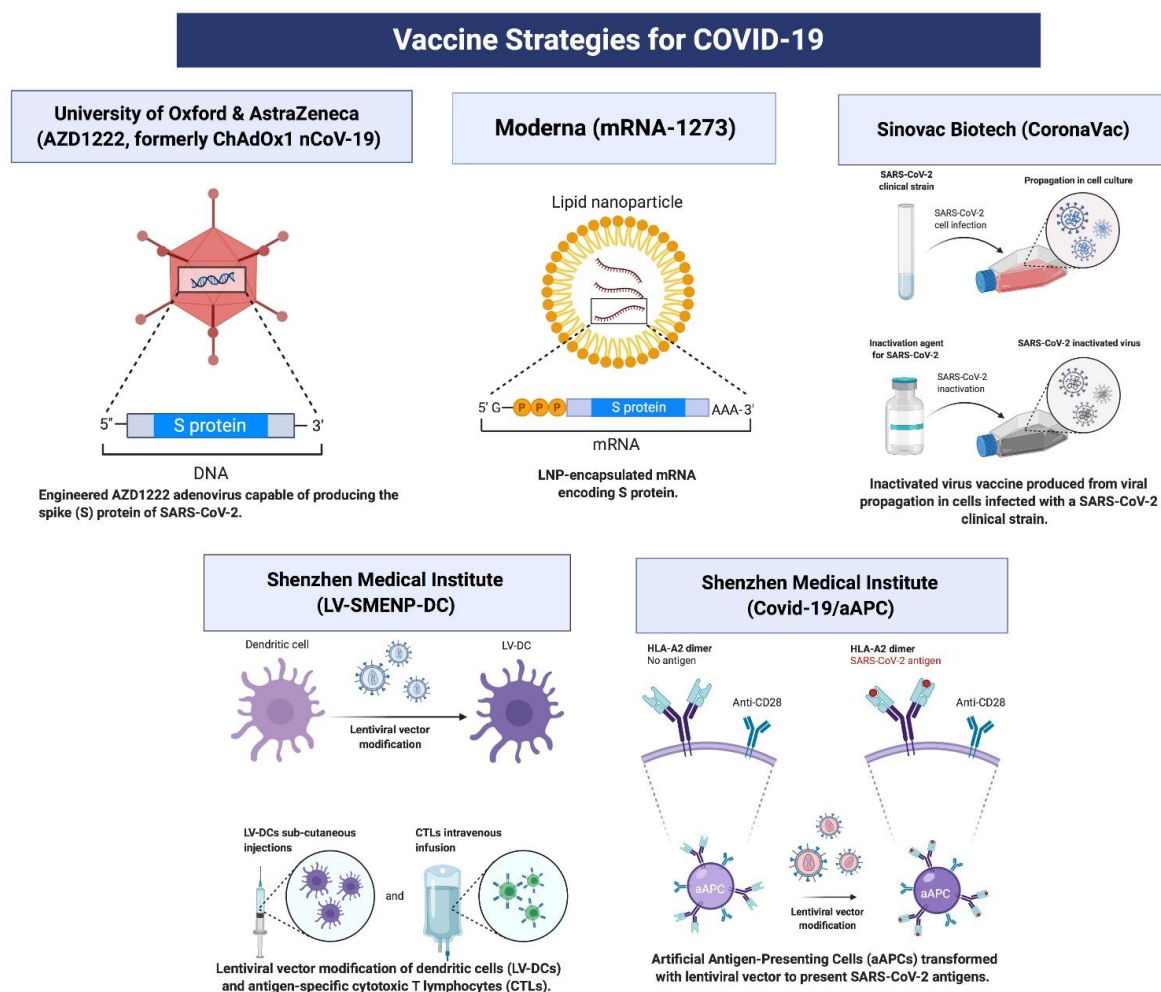 Vaccine Strategies for COVID-19
University of Oxford & AstraZeneca
(AZD1222, formerly ChAdOx1 nCoV-19)
5"
S protein
3'
DNA
Engineered AZD1222 adenovirus capable of producing the
spike (S) protein of SARS-CoV-2.
Moderna (mRNA-1273)
Lipid nanoparticle
5' G
P P P
S protein
AAA-3'
mRNA
LNP-encapsulated mRNA
encoding S protein.
Sinovac Biotech (CoronaVac)
SARS-CoV-2
clinical strain
SARS-CoV-2
cell infection
Propagation in cell culture
Inactivation agent
for SARS-CoV-2
SARS-CoV-2
inactivation
SARS-CoV-2 inactivated virus
Inactivated virus vaccine produced from viral
propagation in cells infected with a SARS-CoV-2
clinical strain.
Shenzhen Medical Institute
(LV-SMENP-DC)
Dendritic cell
LV-DC
Lentiviral vector
modification
LV-DCs sub-cutaneous
injections
and
CTLs intravenous
infusion
Lentiviral vector modification of dendritic cells (LV-DCs)
and antigen-specific cytotoxic T lymphocytes (CTLs).
Shenzhen Medical Institute
(Covid-19/aAPC)
HLA-A2 dimer
No antigen
Anti-CD28
HLA-A2 dimer
SARS-CoV-2 antigen
Anti-CD28
aAPC
Lentiviral vector
modification
aAPC
Artificial Antigen-Presenting Cells (aAPCs) transformed
with lentiviral vector to present SARS-CoV-2 antigens.